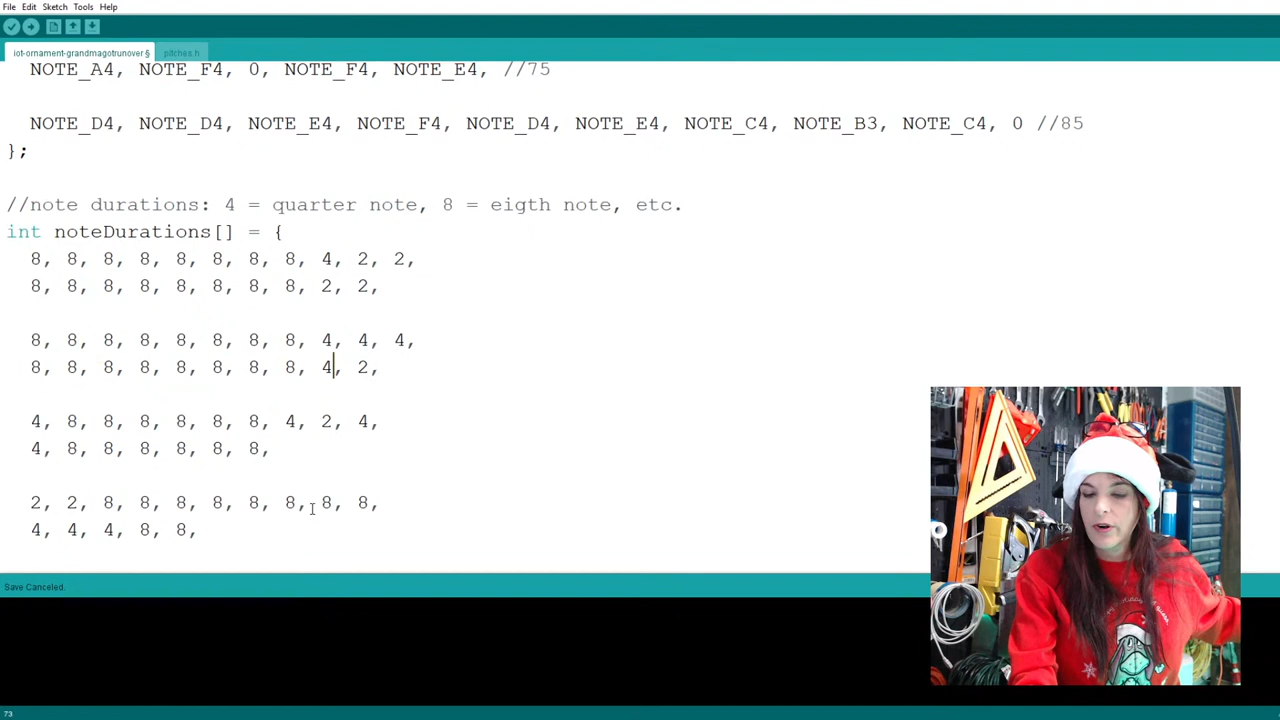 File Edit Sketch Tools Help
iot-ornament-grandmagotrunover § pitches.h
NOTE_A4, NOTE_F4, 0, NOTE_F4, NOTE_E4, //75
NOTE_D4, NOTE_D4, NOTE_E4, NOTE_F4, NOTE_D4, NOTE_E4, NOTE_C4, NOTE_B3, NOTE_C4, 0 //85
};
//note durations: 4 = quarter note, 8 = eigth note, etc.
int noteDurations[] = {
8, 8, 8, 8, 8, 8, 8, 8, 4, 2, 2,
8, 8, 8, 8, 8, 8, 8, 8, 2, 2,
8, 8, 8, 8, 8, 8, 8, 8, 4, 4, 4,
8, 8, 8, 8, 8, 8, 8, 8, 4, 2,
4, 8, 8, 8, 8, 8, 8, 4, 2, 4,
4, 8, 8, 8, 8, 8, 8,
2, 2, 8, 8, 8, 8, 8, 8, 8, 8,
4, 4, 4, 8, 8,
Save Canceled.
73